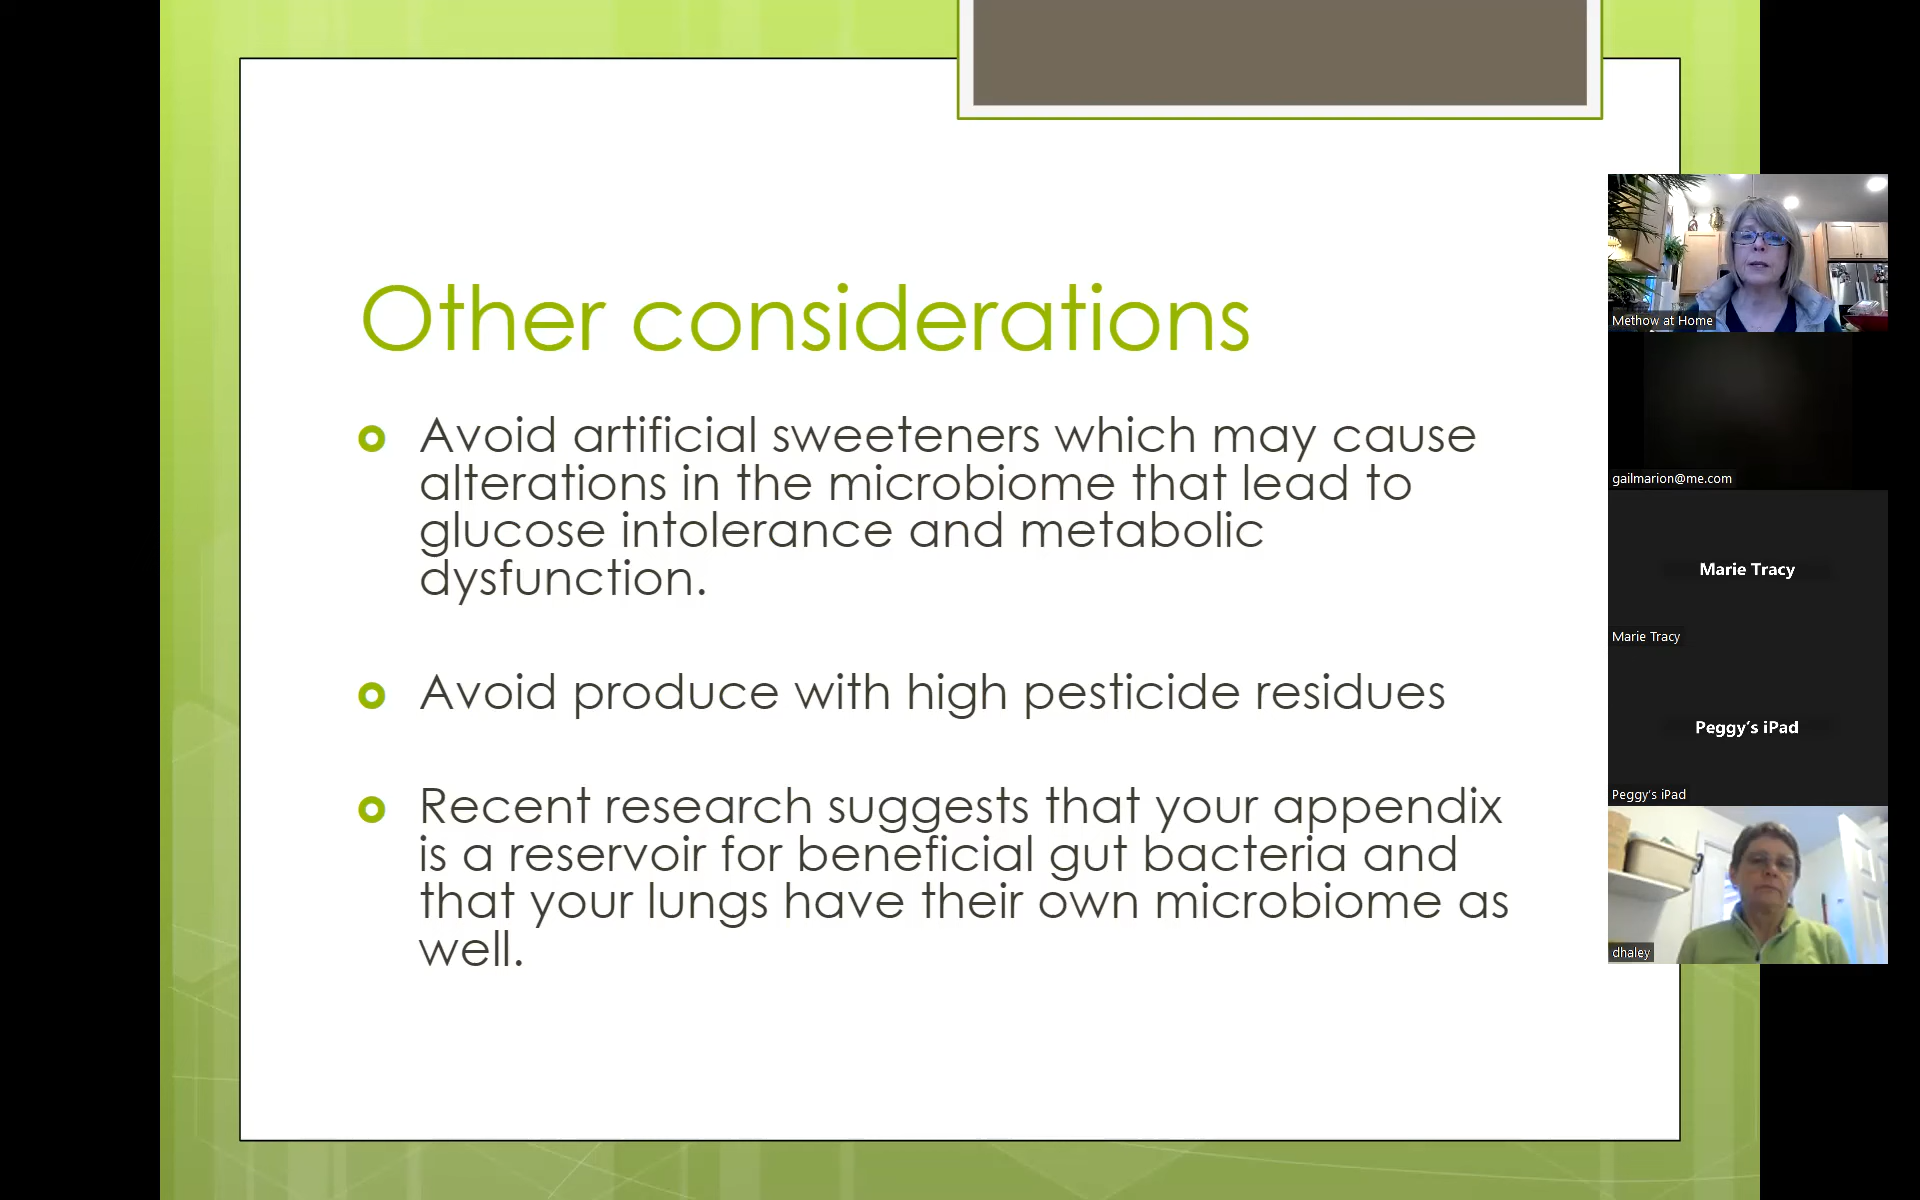 Other considerations
Avoid artificial sweeteners which may cause
alterations in the microbiome that lead to
glucose intolerance and metabolic
dysfunction.
Avoid produce with high pesticide residues
Recent research suggests that your appendix
is a reservoir for beneficial gut bacteria and
that your lungs have their own microbiome as
well.
Methow at Home
gailmarion@me.com
Marie Tracy
Marie Tracy
Peggy's iPad
Peggy's iPad
dhaley